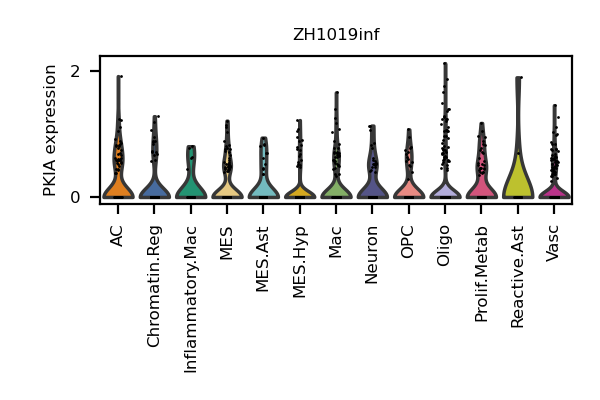 ZH1019inf
PKIA expression
2
0
AC
Chromatin.Reg
Inflammatory.Mac
MES
MES.Ast
MES.Hyp
Mac
Neuron
OPC
Oligo
Prolif.Metab
Reactive.Ast
Vasc